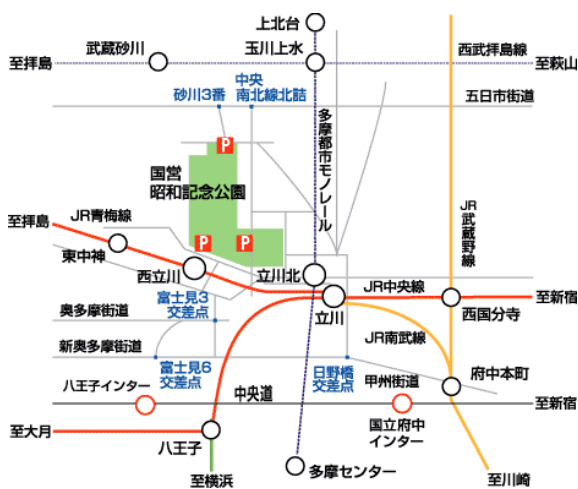 上北台
武蔵砂川
玉川上水
西武拝島線
至拝島
至萩山
中央
南北線北詰
砂川3番
五日市街道
多摩都市モノレール
P
国営
昭和記念公園
JR武蔵野線
JR青梅線
至拝島
東中神
P
P
西立川
立川北
JR中央線
富士見3
交差点
立川
西国分寺
至新宿
奥多摩街道
JR南武線
新奥多摩街道
富士見6
交差点
日野橋
交差点
八王子インター
甲州街道
府中本町
中央道
至新宿
国立府中
インター
至大月
八王子
多摩センター
至横浜
至川崎